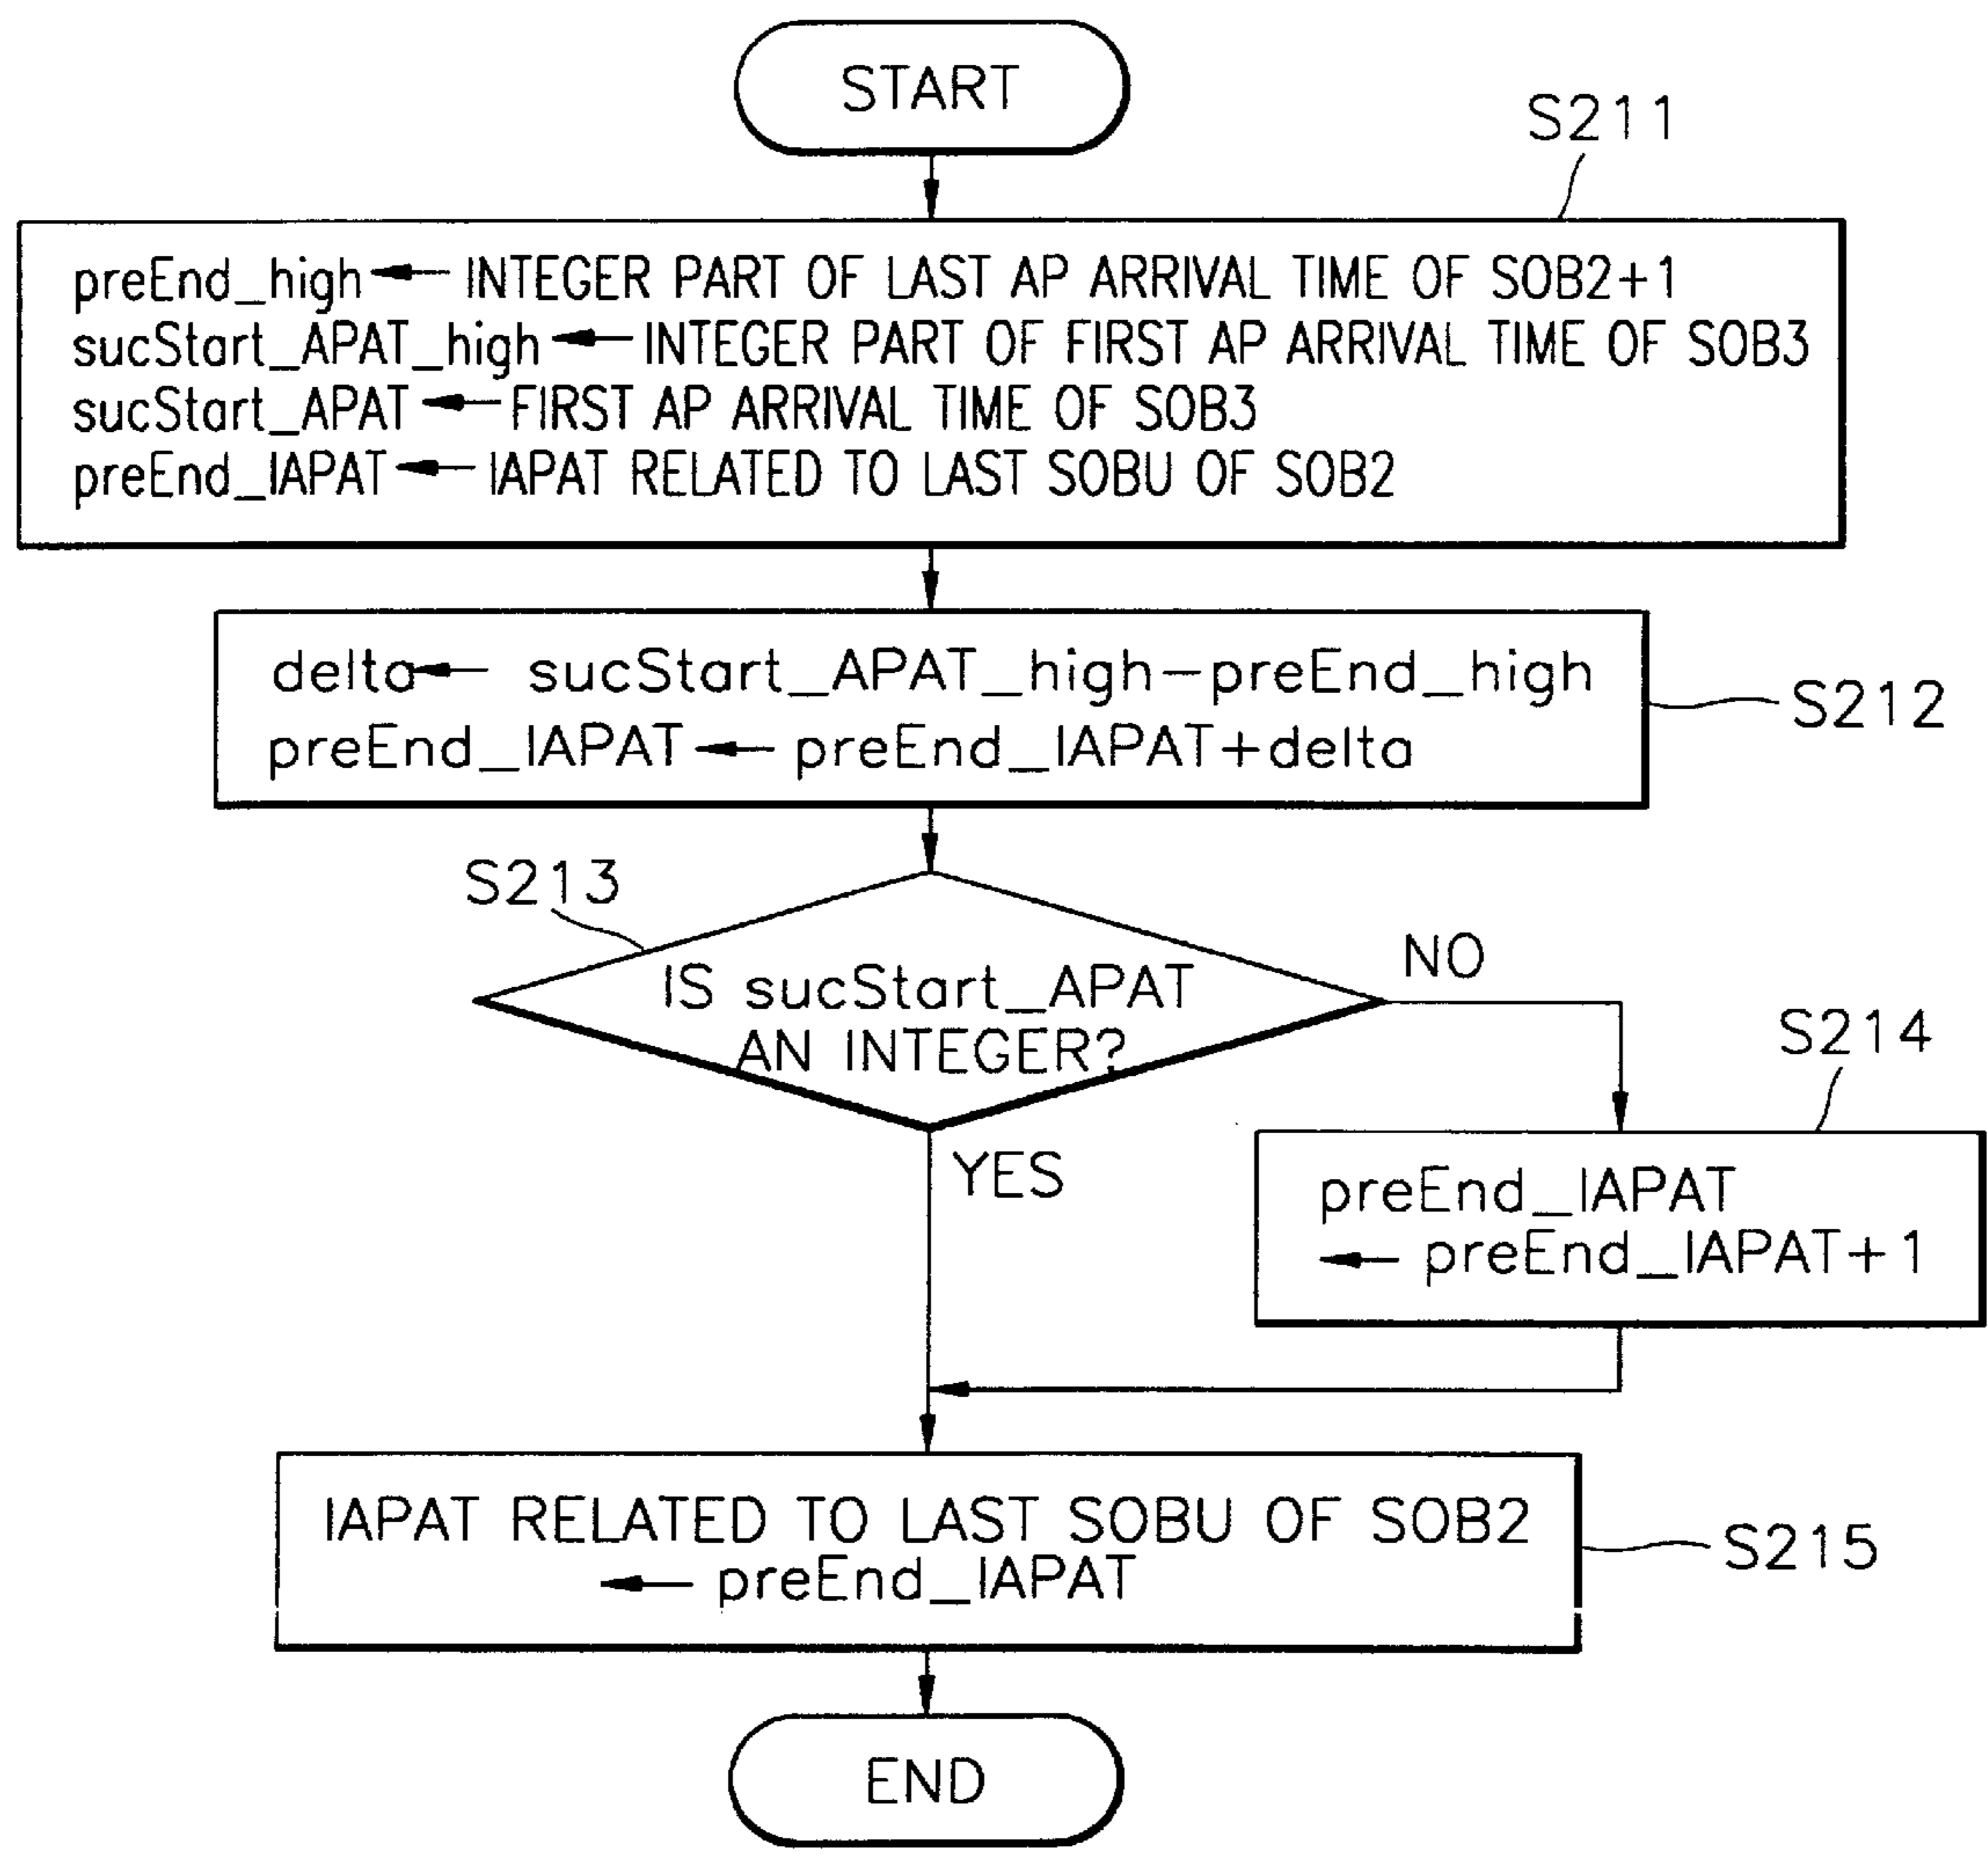 START
S211
preEnd_high ← INTEGER PART OF LAST AP ARRIVAL TIME OF SOB2+1
sucStart_APAT_high ← INTEGER PART OF FIRST AP ARRIVAL TIME OF SOB3
sucStart_APAT ← FIRST AP ARRIVAL TIME OF SOB3
preEnd_IAPAT ← IAPAT RELATED TO LAST SOBU OF SOB2
delta ← sucStart_APAT_high-preEnd_high
preEnd_IAPAT ← preEnd_IAPAT+delta
S212
S213
IS sucStart_APAT
AN INTEGER?
NO
YES
S214
preEnd_IAPAT
← preEnd_IAPAT+1
IAPAT RELATED TO LAST SOBU OF SOB2
← preEnd_IAPAT
S215
END